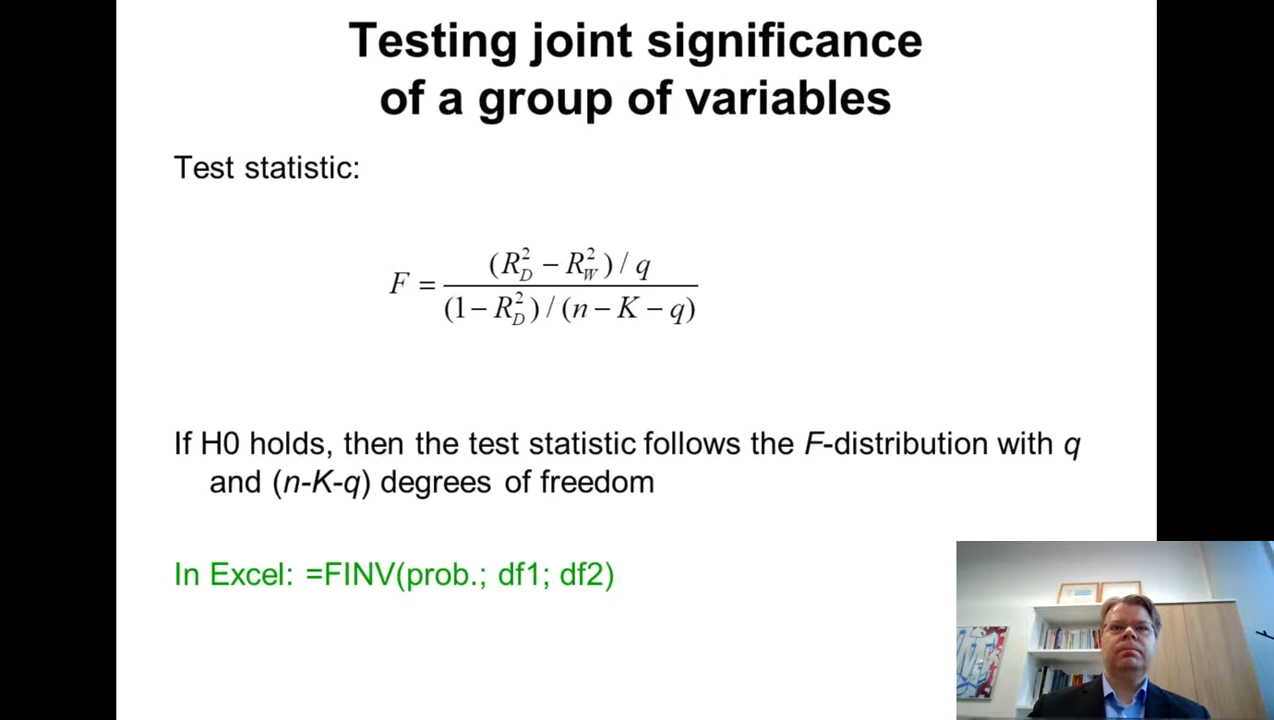 Testing joint significance
of a group of variables
Test statistic:
F = (R²_D − R²_W) / q
(1 − R²_D) / (n − K − q)
If H0 holds, then the test statistic follows the F-distribution with q
and (n-K-q) degrees of freedom
In Excel: =FINV(prob.; df1; df2)